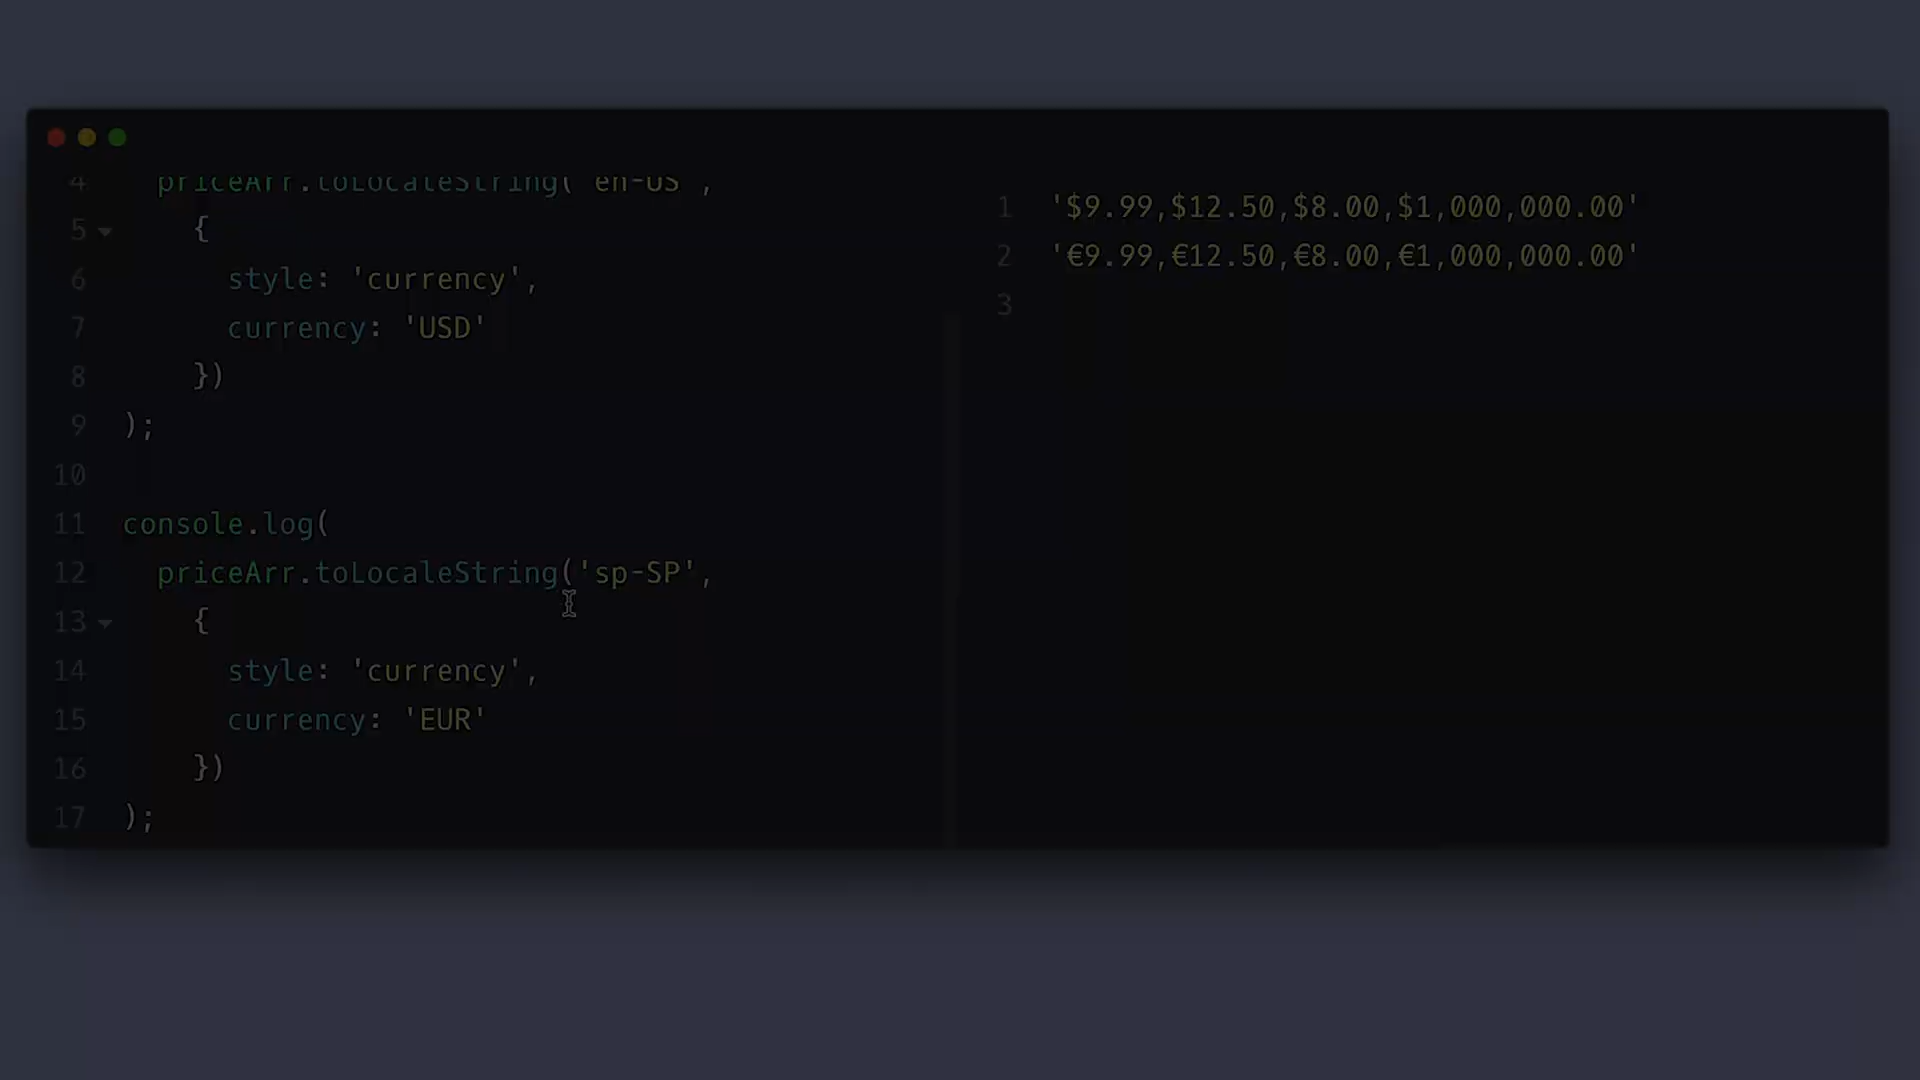 4 priceArr.toLocaleString('en-US',
5 {
6 style: 'currency',
7 currency: 'USD'
8 })
9 );
10
11 console.log(
12 priceArr.toLocaleString('sp-SP',
13 {
14 style: 'currency',
15 currency: 'EUR'
16 })
17 );
1 '$9.99,$12.50,$8.00,$1,000,000.00'
2 '€9.99,€12.50,€8.00,€1,000,000.00'
3